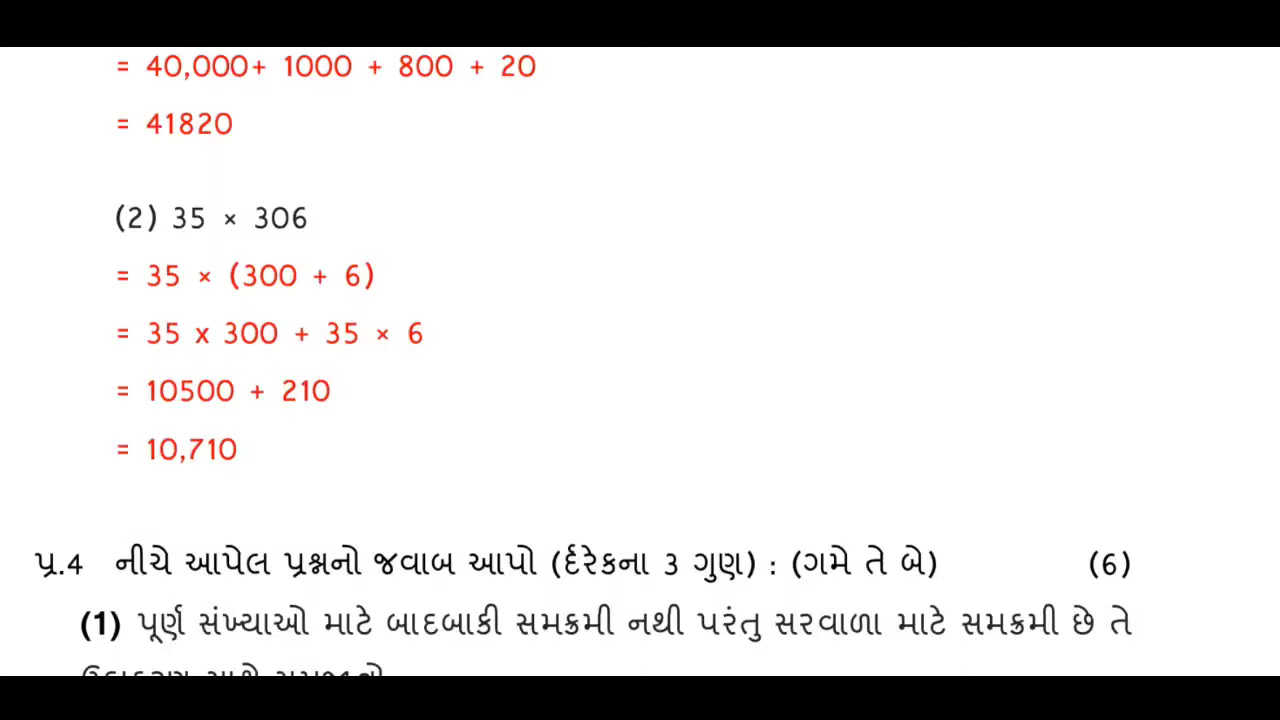 = 40,000+ 1000 + 800 + 20
= 41820
(2) 35 × 306
= 35 × (300 + 6)
= 35 x 300 + 35 × 6
= 10500 + 210
= 10,710
પ્ર.4 નીચે આપેલ પ્રશ્નનો જવાબ આપો (ર્દરેકના 3 ગુણ) : (ગમે તે બે) (6)
(1) પૂર્ણ સંખ્યાઓ માટે બાદબાકી સમક્રમી નથી પરંતુ સરવાળા માટે સમક્રમી છે તે